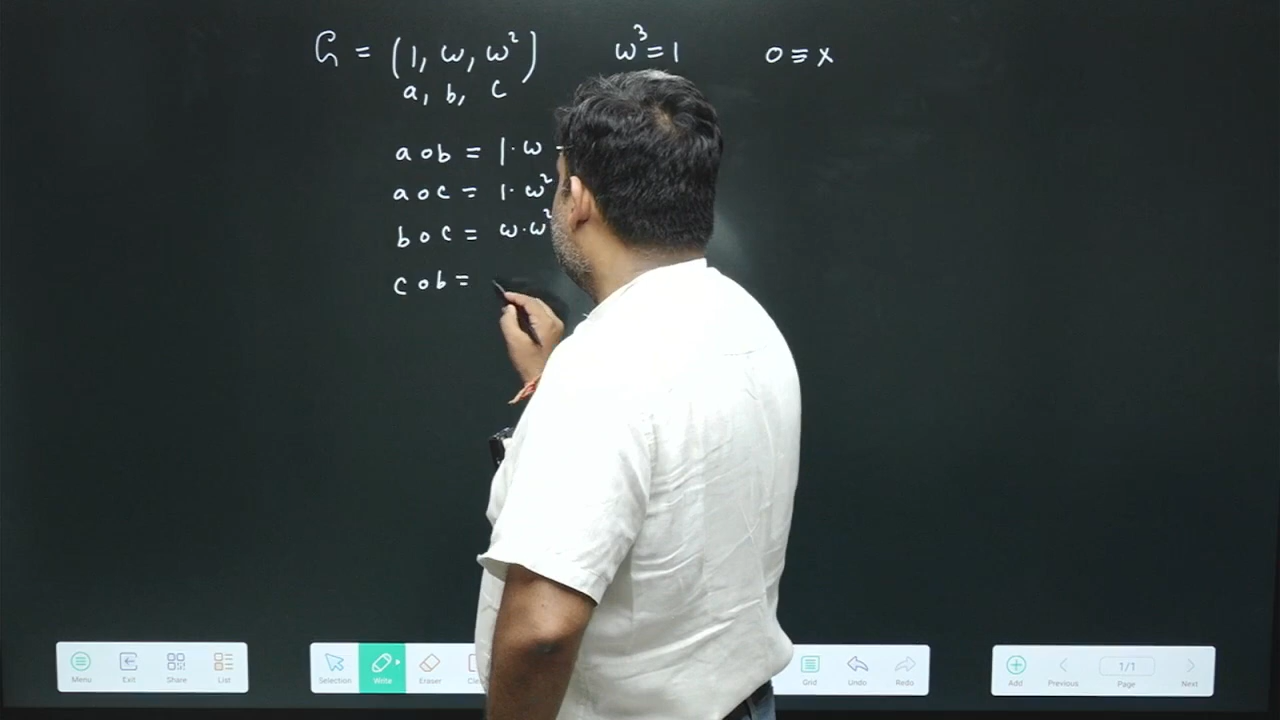 G = (1, ω, ω²) ω³=1 o ≡ x
a, b, c
a o b = 1·ω
a o c = 1·ω²
b o c = ω·ω²
c o b =
Menu Exit Share List Selection Write Eraser Grid Undo Redo Add Previous 1/1 Page Next